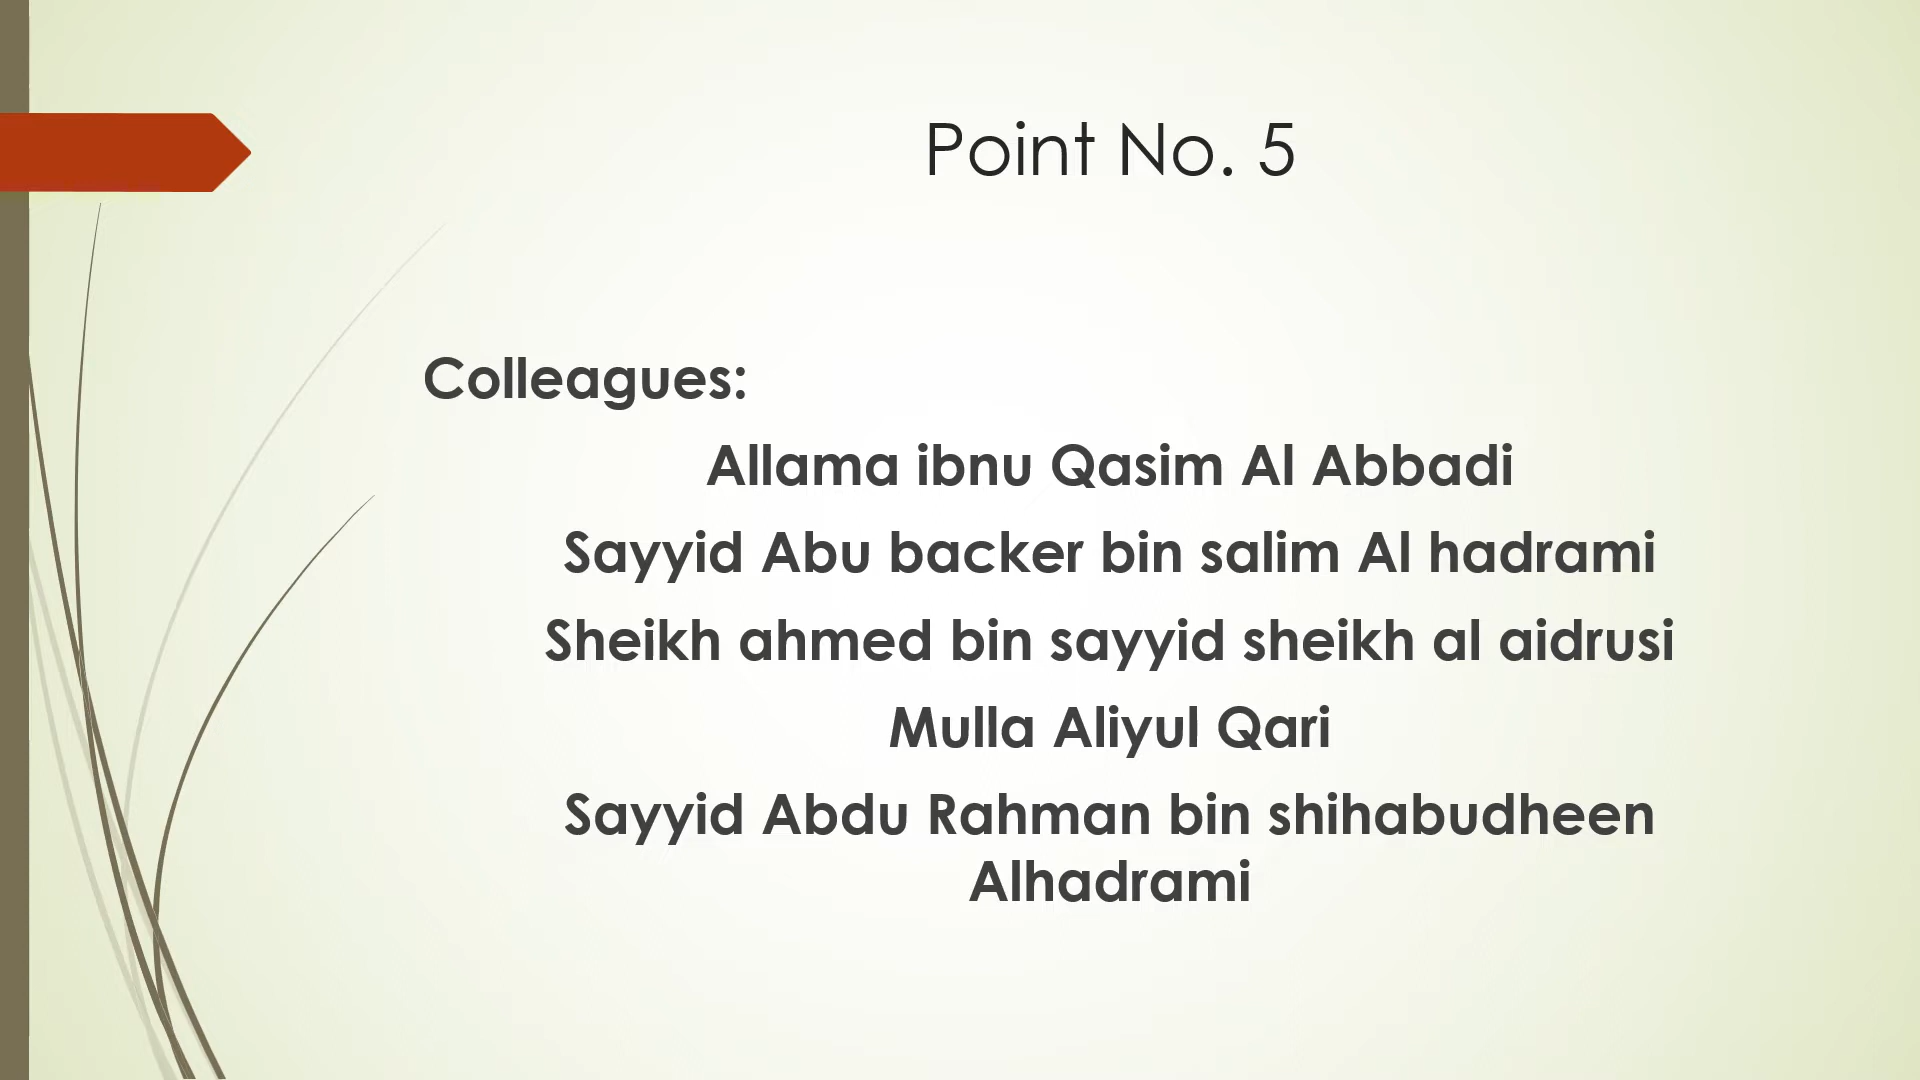 Point No. 5
Colleagues:
Allama ibnu Qasim Al Abbadi
Sayyid Abu backer bin salim Al hadrami
Sheikh ahmed bin sayyid sheikh al aidrusi
Mulla Aliyul Qari
Sayyid Abdu Rahman bin shihabudheen
Alhadrami